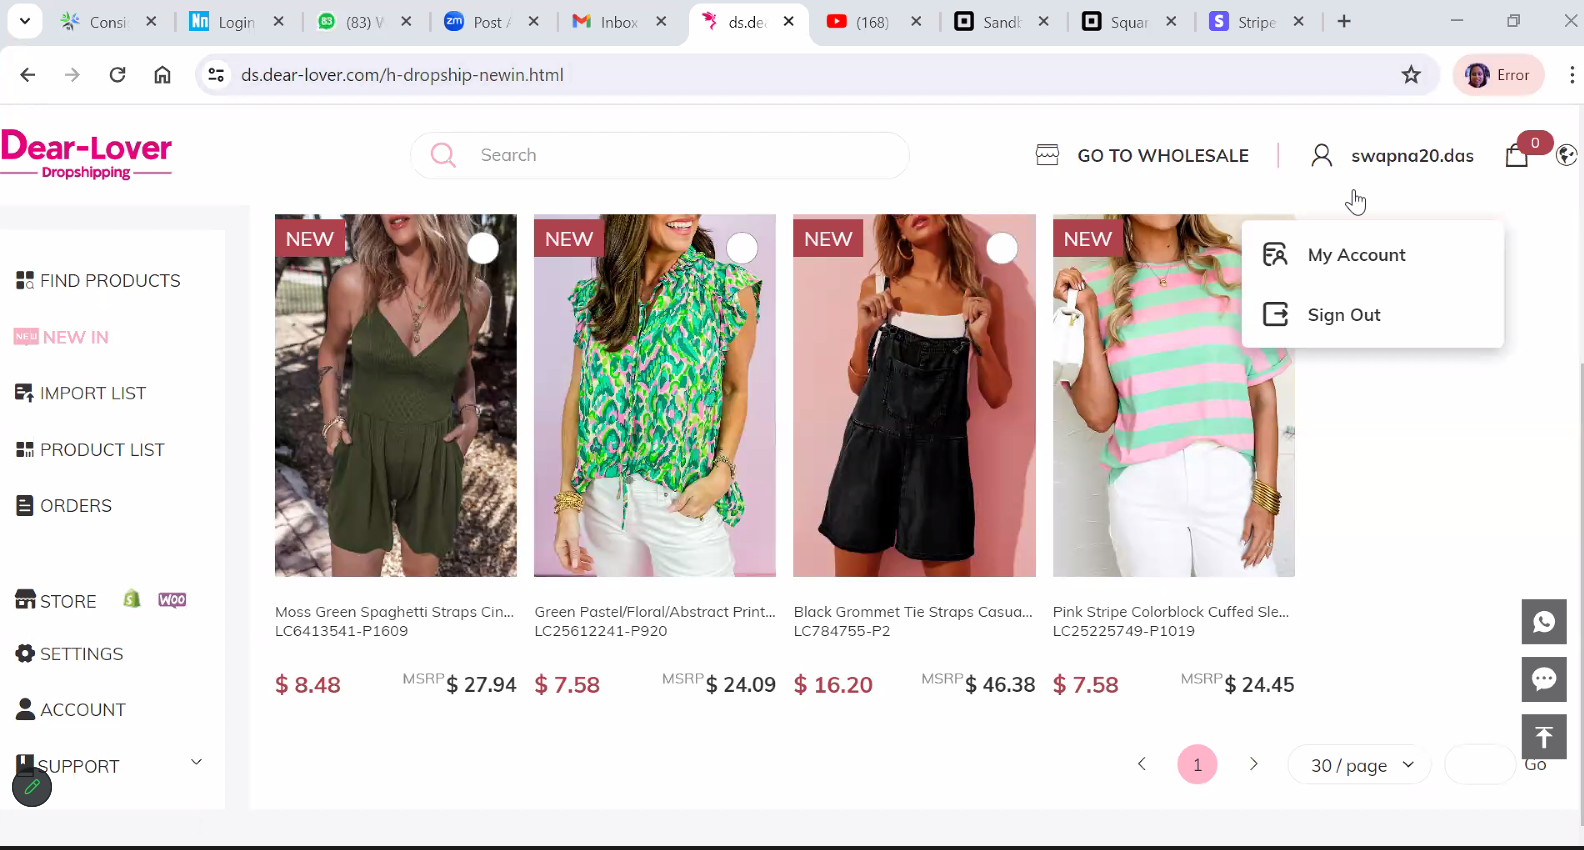 Consi
Nn Login
(83) V
zm Post
Inbox
ds.de
(168)
Sandb
Squar
S Stripe
ds.dear-lover.com/h-dropship-newin.html
Error
Dear-Lover
Dropshipping
Search
GO TO WHOLESALE
swapna20.das
0
My Account
Sign Out
FIND PRODUCTS
NEW NEW IN
IMPORT LIST
PRODUCT LIST
ORDERS
STORE WOO
SETTINGS
ACCOUNT
SUPPORT
NEW
NEW
NEW
NEW
Moss Green Spaghetti Straps Cin...
LC6413541-P1609
$ 8.48 MSRP $ 27.94
Green Pastel/Floral/Abstract Print...
LC25612241-P920
$ 7.58 MSRP $ 24.09
Black Grommet Tie Straps Casua...
LC784755-P2
$ 16.20 MSRP $ 46.38
Pink Stripe Colorblock Cuffed Sle...
LC25225749-P1019
$ 7.58 MSRP $ 24.45
1
30 / page
Go